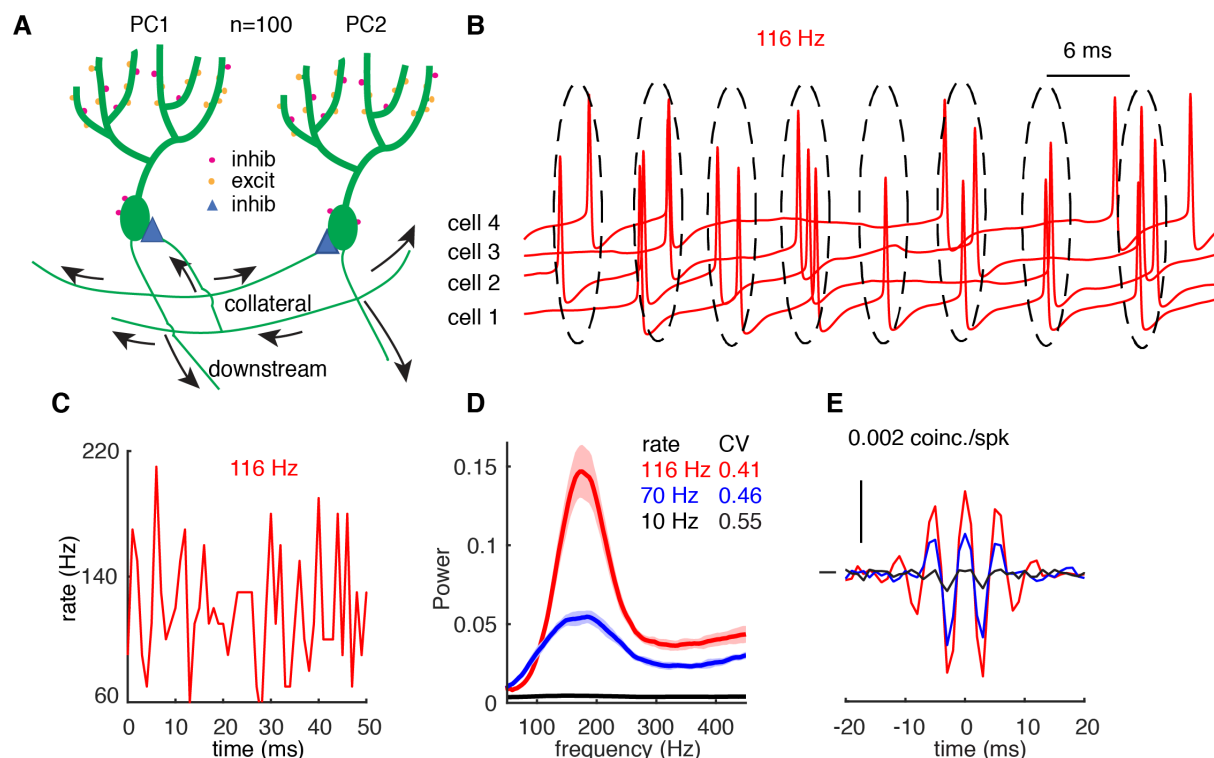 A
PC1 n=100 PC2
inhib
excit
inhib
collateral
downstream
B
116 Hz
6 ms
cell 4
cell 3
cell 2
cell 1
C
220
116 Hz
140
60
rate (Hz)
0 10 20 30 40 50
time (ms)
D
rate CV
116 Hz 0.41
70 Hz 0.46
10 Hz 0.55
0.15
0.1
0.05
0
Power
100 200 300 400
frequency (Hz)
E
0.002 coinc./spk
-20 -10 0 10 20
time (ms)